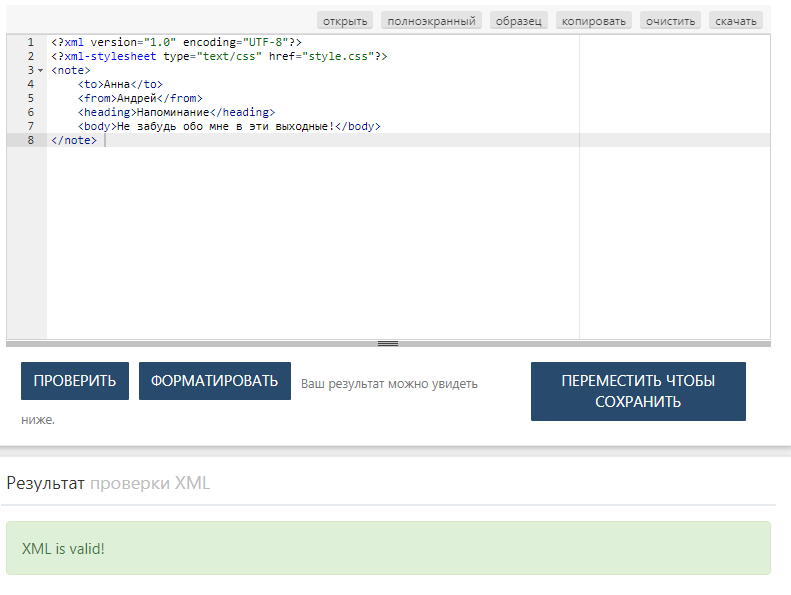 открыть полноэкранный образец копировать очистить скачать
1 <?xml version="1.0" encoding="UTF-8"?>
2 <?xml-stylesheet type="text/css" href="style.css"?>
3 <note>
4 <to>Анна</to>
5 <from>Андрей</from>
6 <heading>Напоминание</heading>
7 <body>Не забудь обо мне в эти выходные!</body>
8 </note>
ПРОВЕРИТЬ ФОРМАТИРОВАТЬ Ваш результат можно увидеть
ниже.
ПЕРЕМЕСТИТЬ ЧТОБЫ
СОХРАНИТЬ
Результат проверки XML
XML is valid!